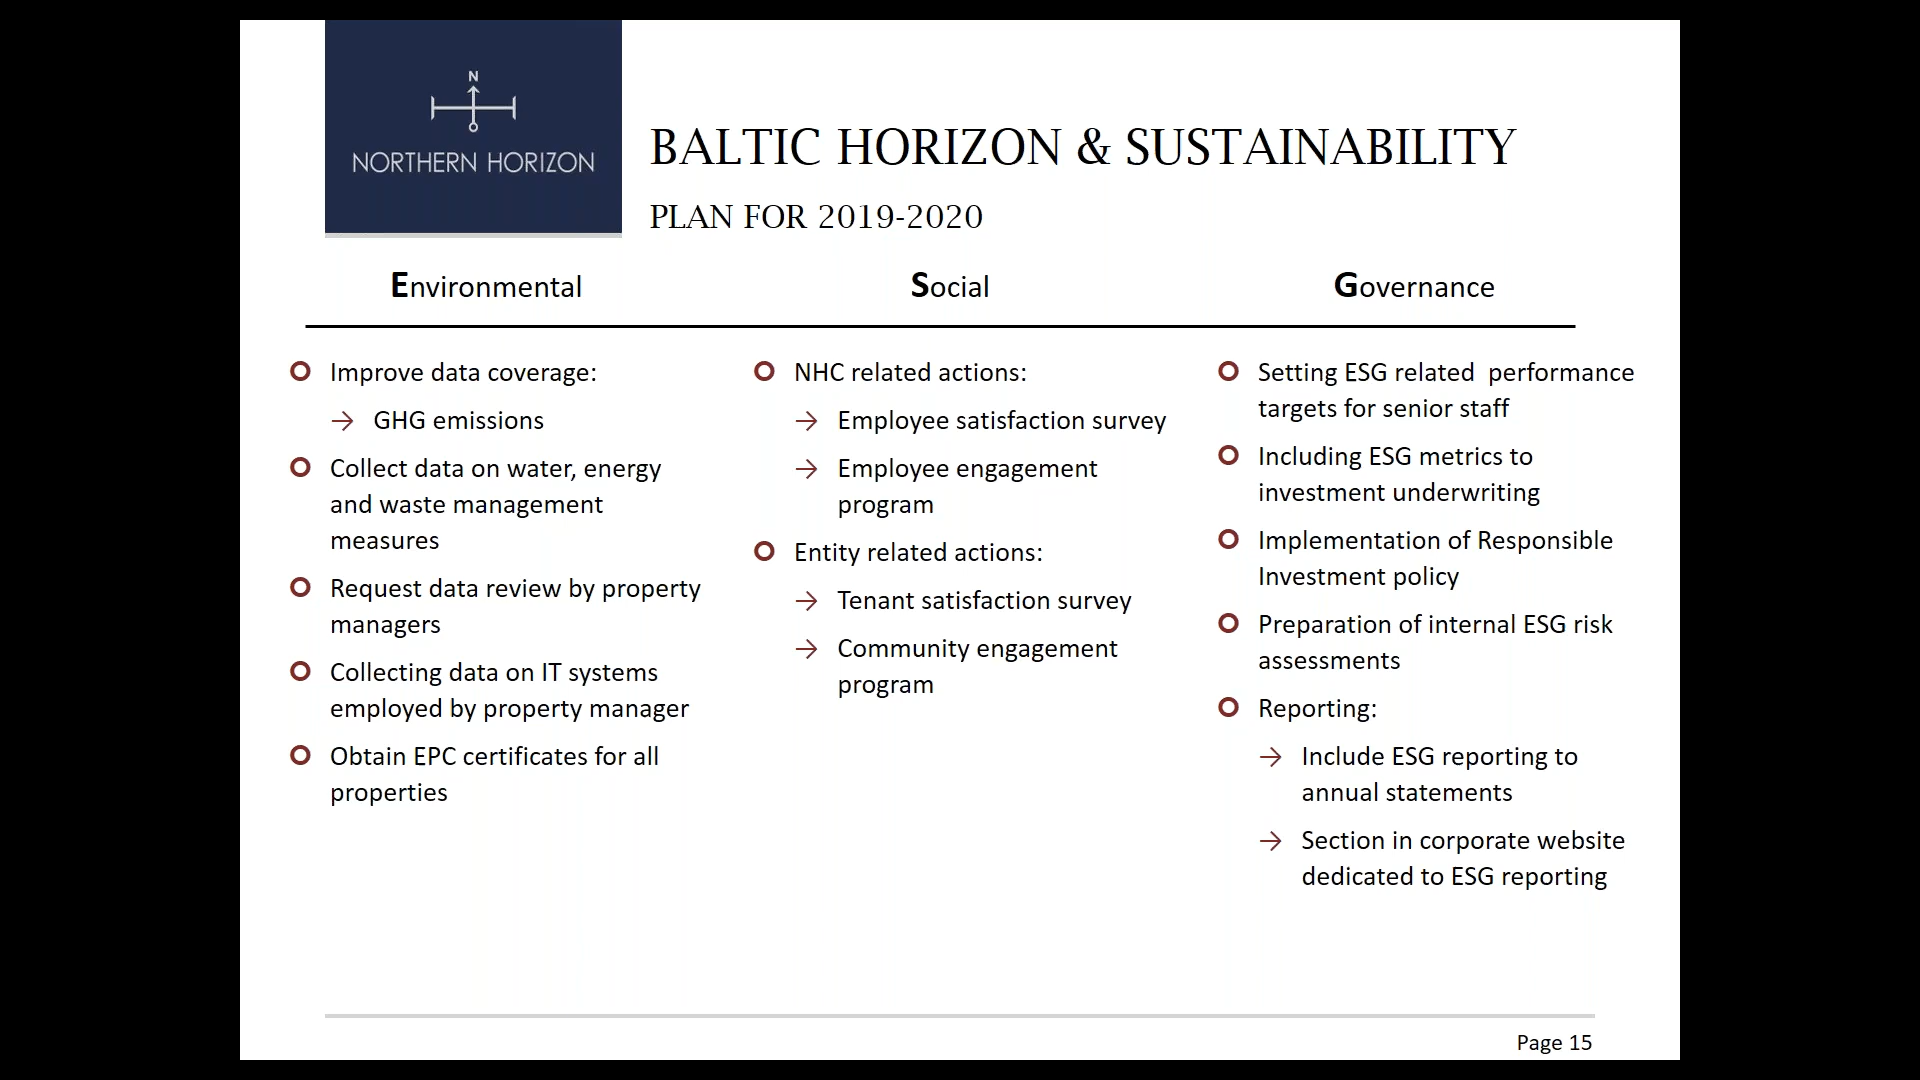 N
NORTHERN HORIZON
BALTIC HORIZON & SUSTAINABILITY
PLAN FOR 2019-2020
Environmental
Improve data coverage:
GHG emissions
Collect data on water, energy
and waste management
measures
Request data review by property
managers
Collecting data on IT systems
employed by property manager
Obtain EPC certificates for all
properties
Social
NHC related actions:
Employee satisfaction survey
Employee engagement
program
Entity related actions:
Tenant satisfaction survey
Community engagement
program
Governance
Setting ESG related  performance
targets for senior staff
Including ESG metrics to
investment underwriting
Implementation of Responsible
Investment policy
Preparation of internal ESG risk
assessments
Reporting:
Include ESG reporting to
annual statements
Section in corporate website
dedicated to ESG reporting
Page 15